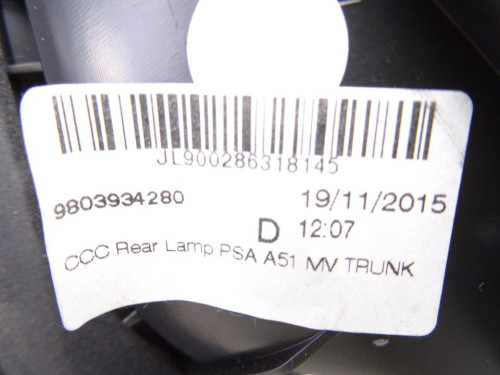 JL900286318145
9803934280
19/11/2015
D 12:07
CCC Rear Lamp PSA A51 MV TRUNK